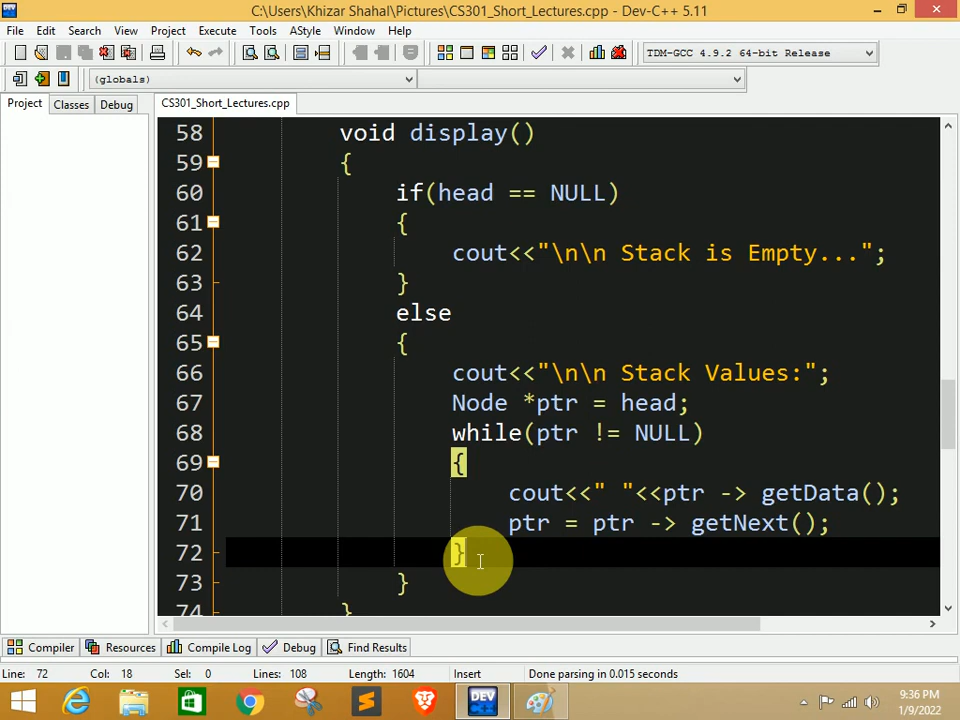 C:\Users\Khizar Shahal\Pictures\CS301_Short_Lectures.cpp - Dev-C++ 5.11
File Edit Search View Project Execute Tools AStyle Window Help
TDM-GCC 4.9.2 64-bit Release
(globals)
Project Classes Debug CS301_Short_Lectures.cpp
58 void display()
59 {
60 if(head == NULL)
61 {
62 cout<<"\n\n Stack is Empty...";
63 }
64 else
65 {
66 cout<<"\n\n Stack Values:";
67 Node *ptr = head;
68 while(ptr != NULL)
69 {
70 cout<<" "<<ptr -> getData();
71 ptr = ptr -> getNext();
72 }
73 }
74 }
Compiler Resources Compile Log Debug Find Results
Line: 72 Col: 18 Sel: 0 Lines: 108 Length: 1604 Insert Done parsing in 0.015 seconds
DEV
9:36 PM
1/9/2022